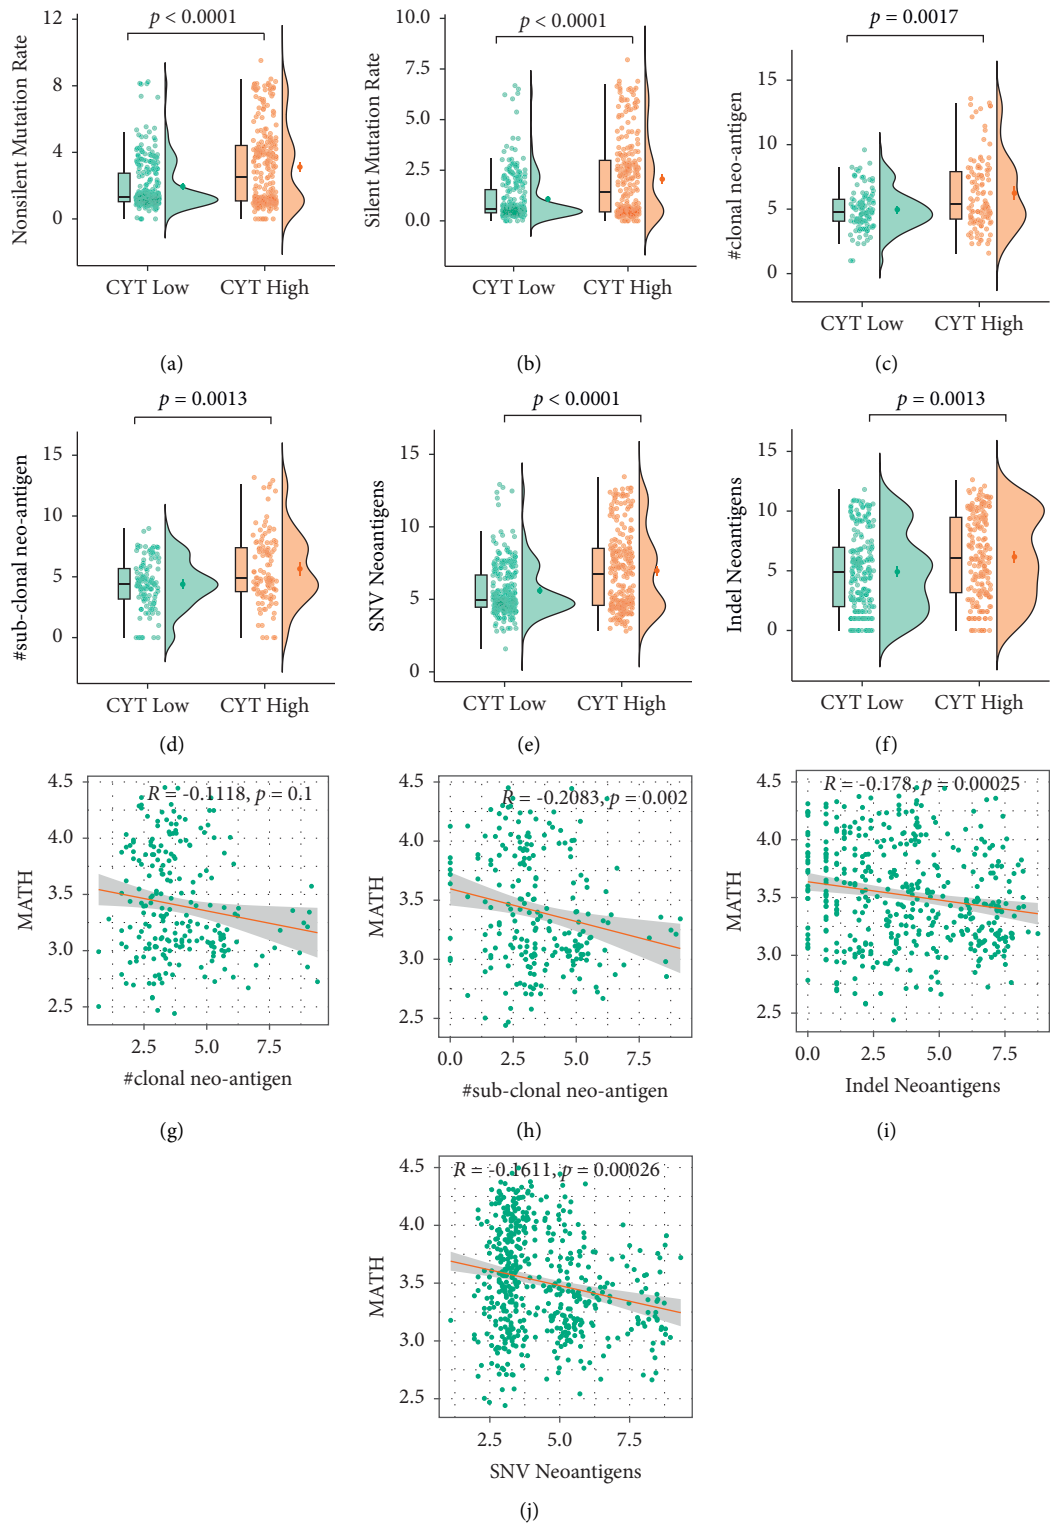 p < 0.0001
Nonsilent Mutation Rate
12
8
4
0
CYT Low
CYT High
(a)
p < 0.0001
Silent Mutation Rate
10.0
7.5
5.0
2.5
0.0
CYT Low
CYT High
(b)
p = 0.0017
#clonal neo-antigen
15
10
5
0
CYT Low
CYT High
(c)
p = 0.0013
#sub-clonal neo-antigen
15
10
5
0
CYT Low
CYT High
(d)
p < 0.0001
SNV Neoantigens
15
10
5
0
CYT Low
CYT High
(e)
p = 0.0013
Indel Neoantigens
15
10
5
0
CYT Low
CYT High
(f)
R = -0.1118, p = 0.1
MATH
4.5
4.0
3.5
3.0
2.5
2.5 5.0 7.5
#clonal neo-antigen
(g)
R = -0.2083, p = 0.002
MATH
4.5
4.0
3.5
3.0
2.5
0.0 2.5 5.0 7.5
#sub-clonal neo-antigen
(h)
R = -0.178, p = 0.00025
MATH
4.5
4.0
3.5
3.0
2.5
0.0 2.5 5.0 7.5
Indel Neoantigens
(i)
R = -0.1611, p = 0.00026
MATH
4.5
4.0
3.5
3.0
2.5
2.5 5.0 7.5
SNV Neoantigens
(j)